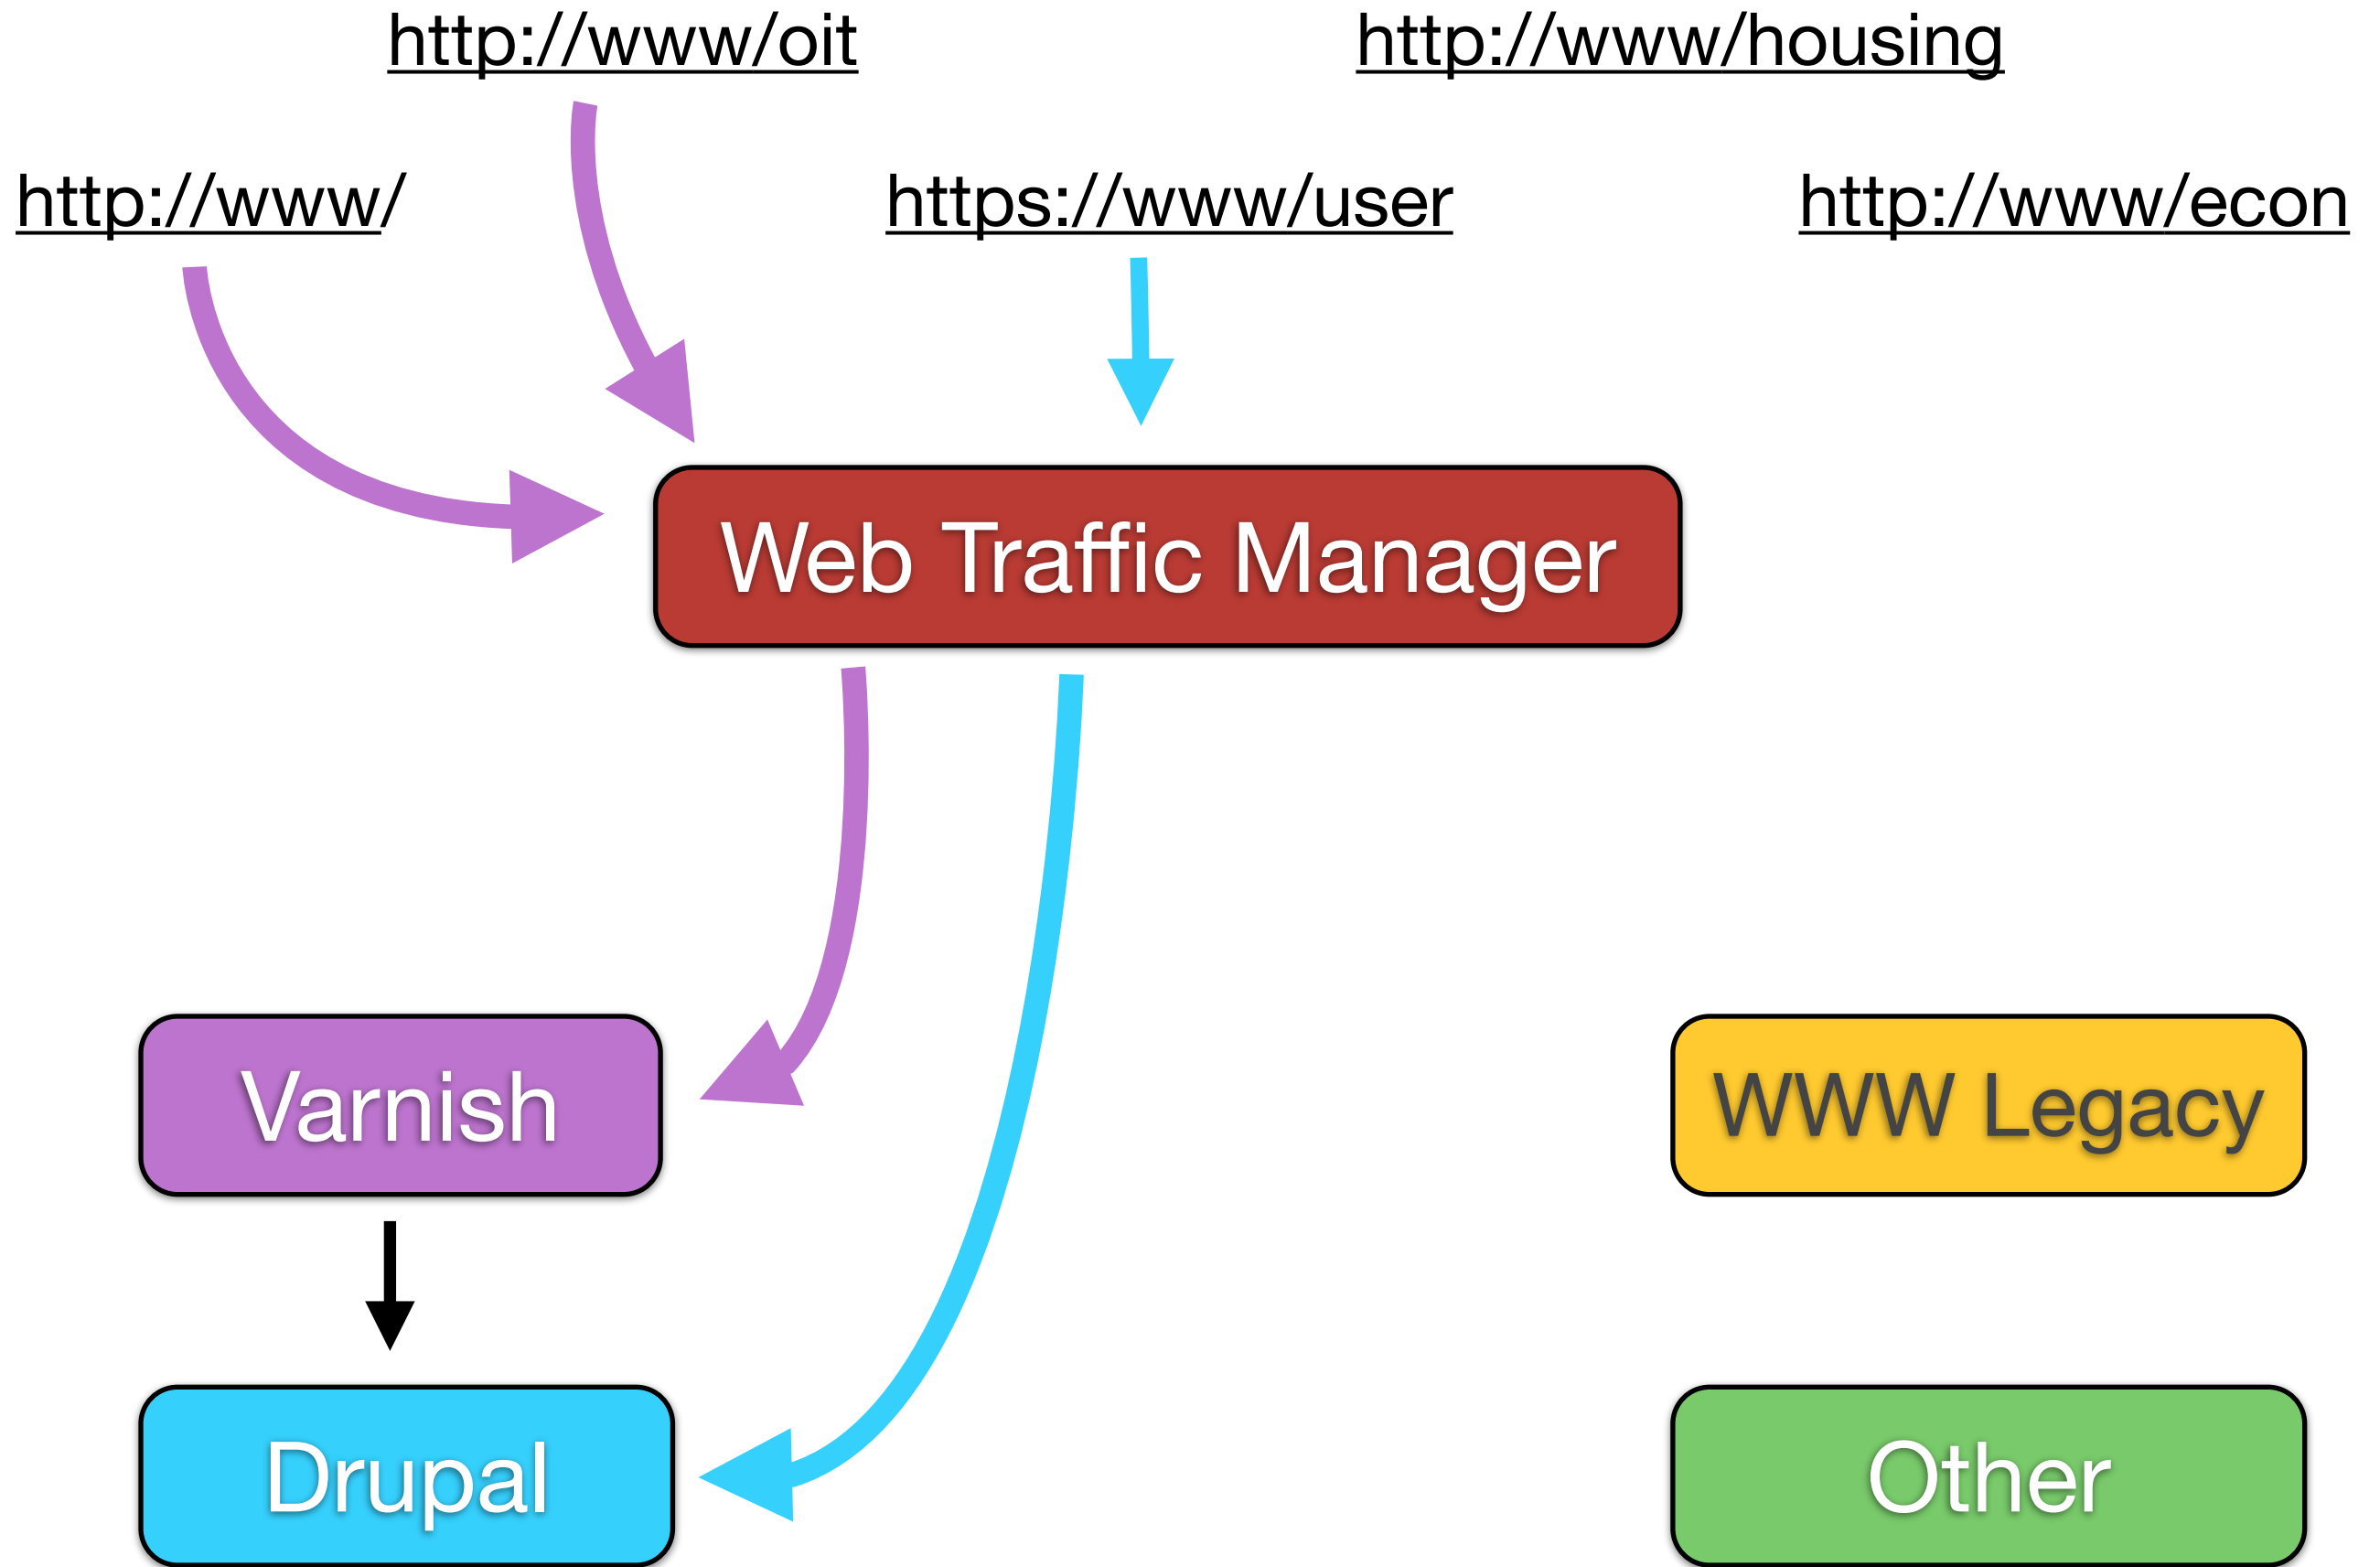 http://www/oit
http://www/housing
http://www/
https://www/user
http://www/econ
Web Traffic Manager
Varnish
WWW Legacy
Drupal
Other